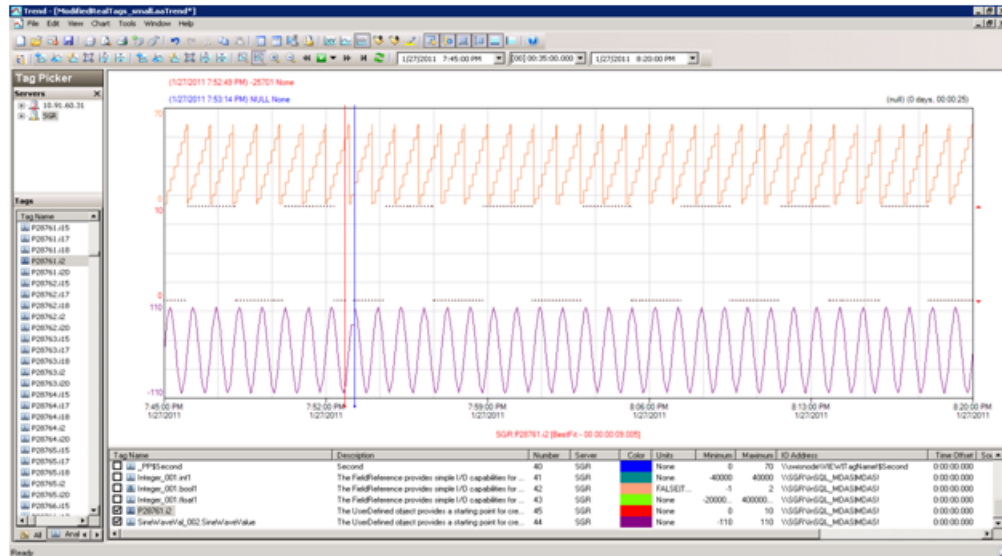 Trend - [ModifiedRealTags_small.aaTrend*]
File Edit View Chart Tools Window Help
1/27/2011 7:45:00 PM
[00] 00:35:00.000
1/27/2011 8:20:00 PM
Tag Picker
Servers
10.91.60.31
SGR
Tags
Tag Name
P28761.i15
P28761.i17
P28761.i18
P28761.i2
P28761.i20
P28762.i15
P28762.i17
P28762.i18
P28762.i2
P28762.i20
P28763.i15
P28763.i17
P28763.i18
P28763.i2
P28763.i20
P28764.i15
P28764.i17
P28764.i18
P28764.i2
P28764.i20
P28765.i15
P28765.i17
P28765.i18
P28765.i2
P28765.i20
P28766.i15
All Anal
(1/27/2011 7:52:49 PM) -25701 None
(1/27/2011 7:53:14 PM) NULL None
(null) (0 days, 00:00:25)
70
0
10
0
110
-110
7:45:00 PM 7:52:00 PM 7:59:00 PM 8:06:00 PM 8:13:00 PM 8:20:00 PM
1/27/2011 1/27/2011 1/27/2011 1/27/2011 1/27/2011 1/27/2011
SGR:P28761.i2 [BestFit - 00 00:00:09.005]
Tag Name Description Number Server Color Units Minimum Maximum IO Address Time Offset
_PP$Second Second 40 SGR None 0 70 0:00:00.000
Integer_001.int1 The FieldReference provides simple I/O capabilities for ... 41 SGR None -40000 40000 0:00:00.000
Integer_001.bool1 The FieldReference provides simple I/O capabilities for ... 42 SGR FALSE|T... -1 2 0:00:00.000
Integer_001.float1 The FieldReference provides simple I/O capabilities for ... 43 SGR None -20000... 400000... 0:00:00.000
P28761.i2 The UserDefined object provides a starting point for cre... 45 SGR None 0 10 0:00:00.000
SineWaveVal_002.SineWaveValue The UserDefined object provides a starting point for cre... 44 SGR None -110 110 0:00:00.000
Ready